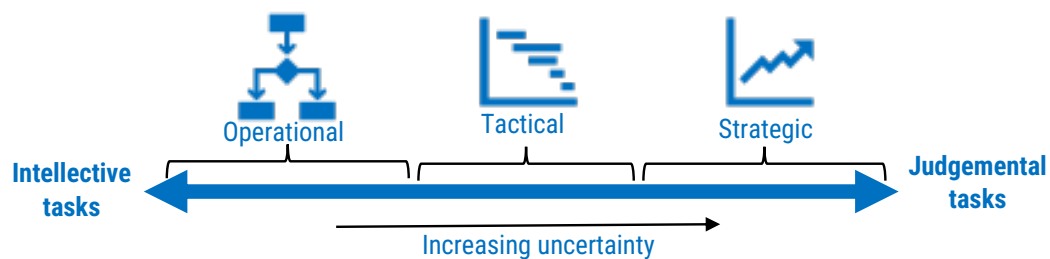 Operational
Tactical
Strategic
Intellective
tasks
Judgemental
tasks
Increasing uncertainty